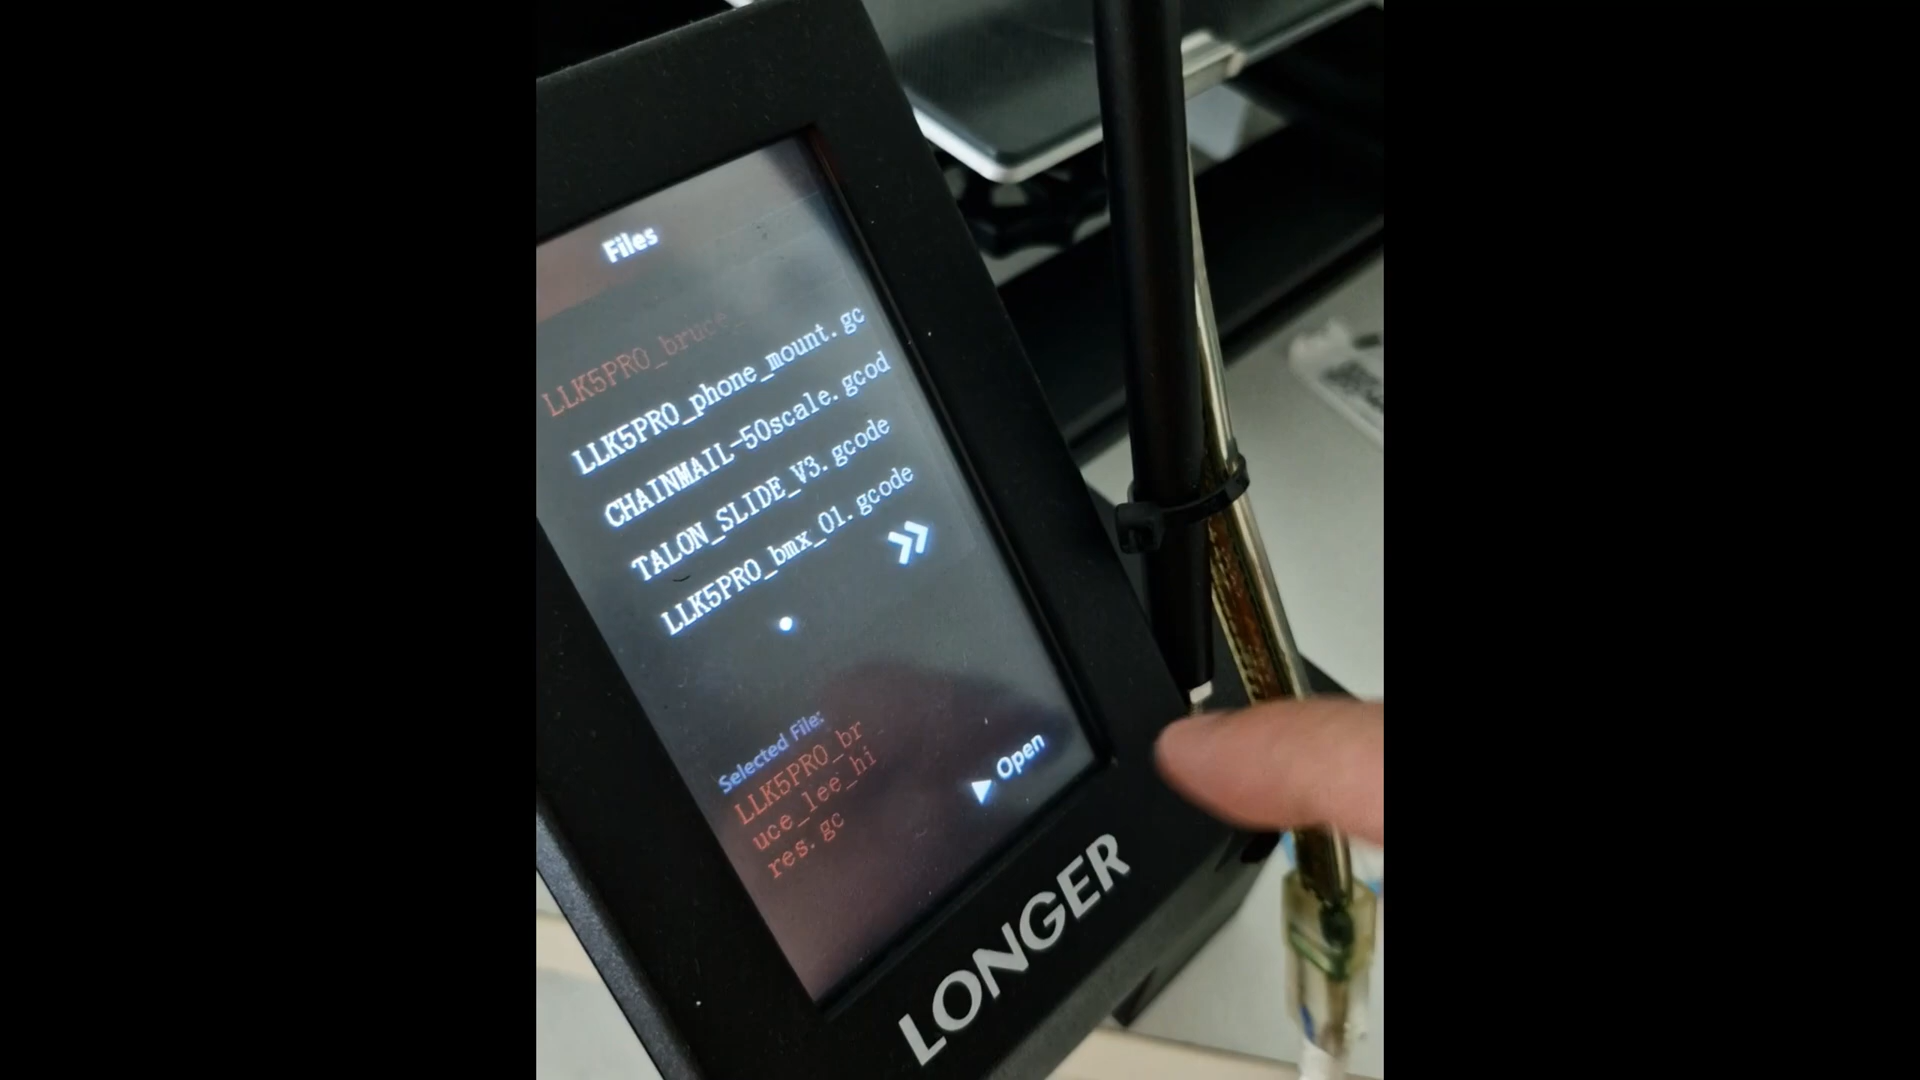 Files
LLK5PRO_bruce_
LLK5PRO_phone_mount.gc
CHAINMAIL-50scale.gcod
TALON_SLIDE_V3.gcode
LLK5PRO_bmx_01.gcode
Selected File:
LLK5PRO_br
uce_lee_hi
res.gc
Open
LONGER